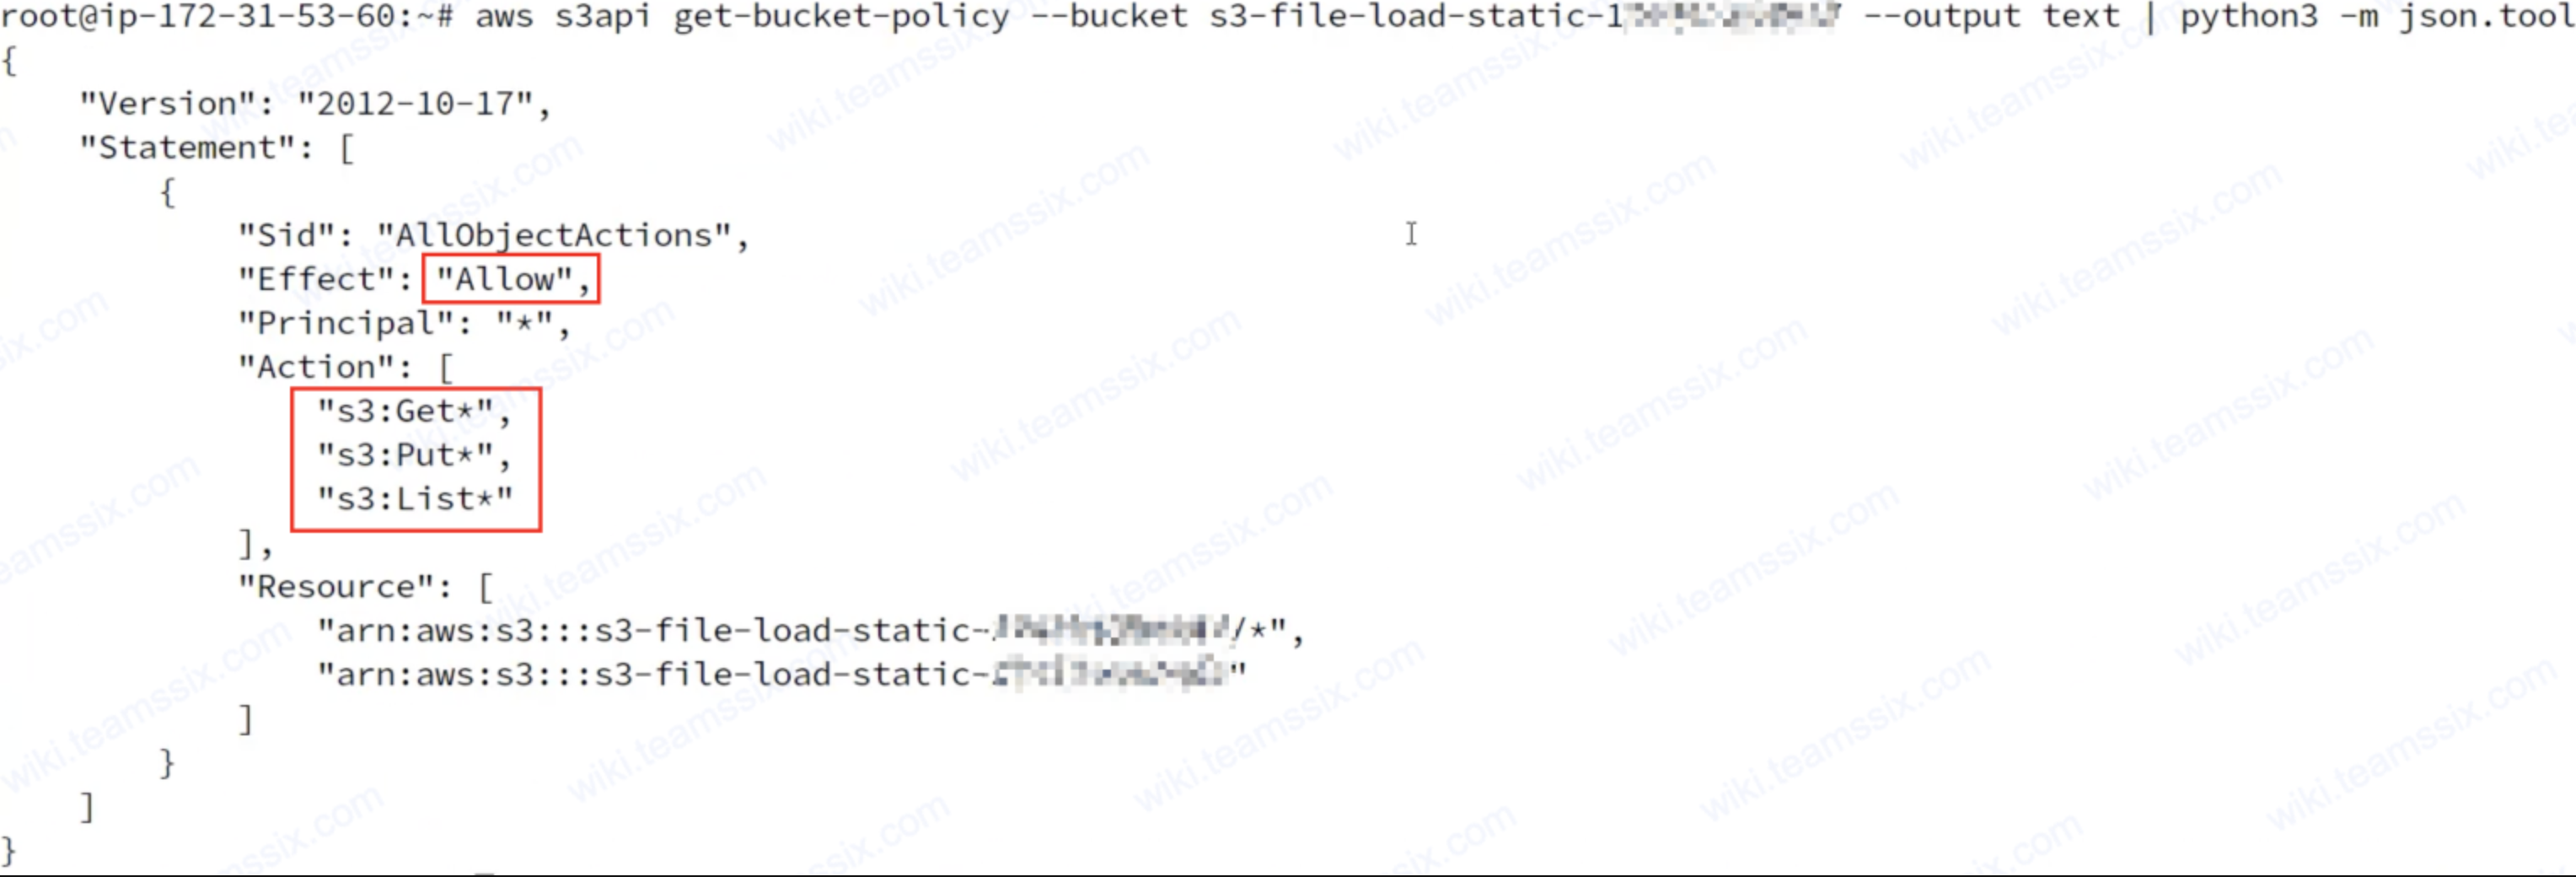 root@ip-172-31-53-60:~# aws s3api get-bucket-policy --bucket s3-file-load-static-1 --output text | python3 -m json.tool
{
    "Version": "2012-10-17",
    "Statement": [
        {
            "Sid": "AllObjectActions",
            "Effect": "Allow",
            "Principal": "*",
            "Action": [
                "s3:Get*",
                "s3:Put*",
                "s3:List*"
            ],
            "Resource": [
                "arn:aws:s3:::s3-file-load-static-/*",
                "arn:aws:s3:::s3-file-load-static-"
            ]
        }
    ]
}
wiki.teamssix.com